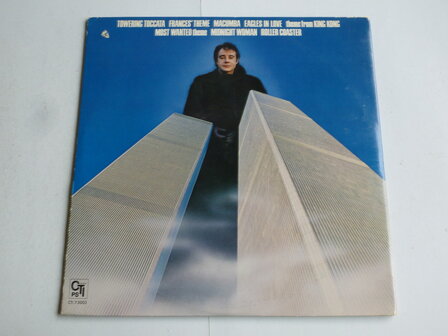 TOWERING TOCCATA FRANCES' THEME MACUMBA EAGLES IN LOVE theme from KING KONG
MOST WANTED theme MIDNIGHT WOMAN ROLLER COASTER
CTI
PS